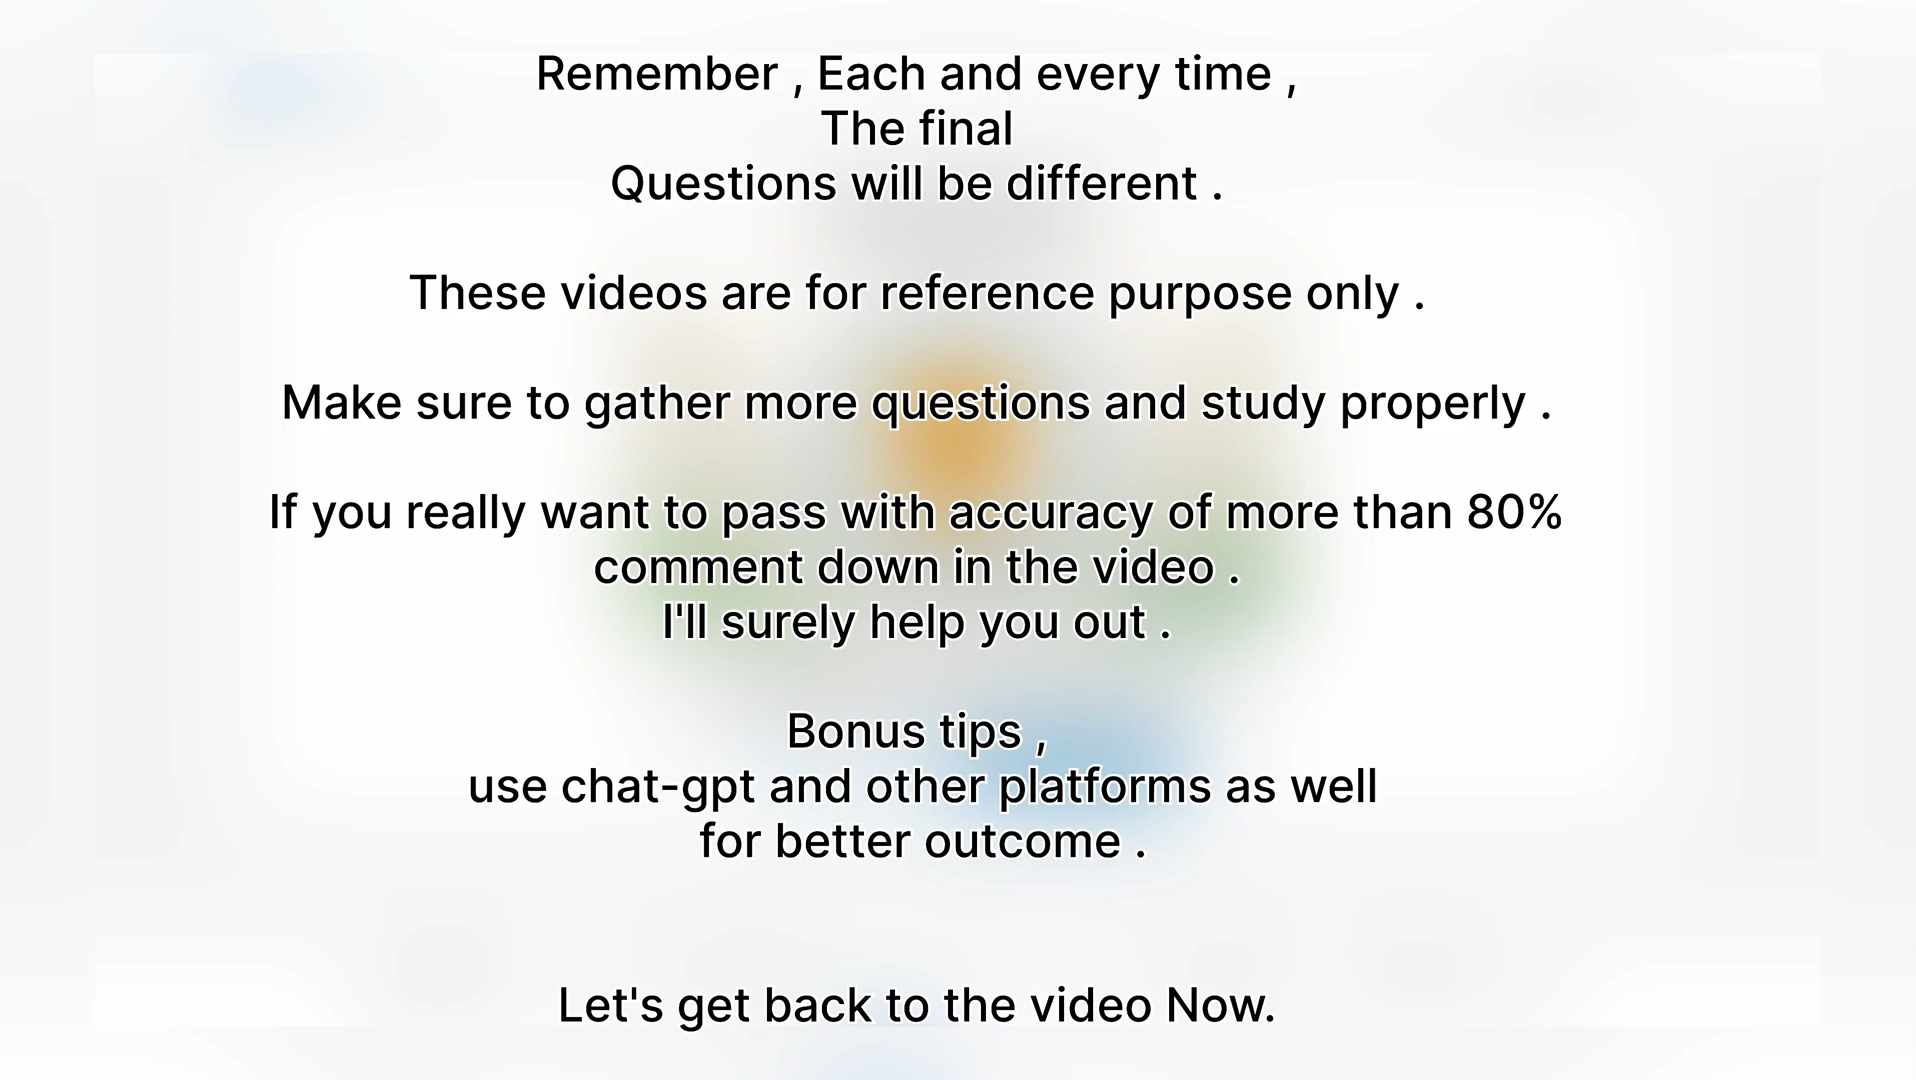 Remember , Each and every time ,
The final
Questions will be different .
These videos are for reference purpose only .
Make sure to gather more questions and study properly .
If you really want to pass with accuracy of more than 80%
comment down in the video .
I'll surely help you out .
Bonus tips ,
use chat-gpt and other platforms as well
for better outcome .
Let's get back to the video Now.